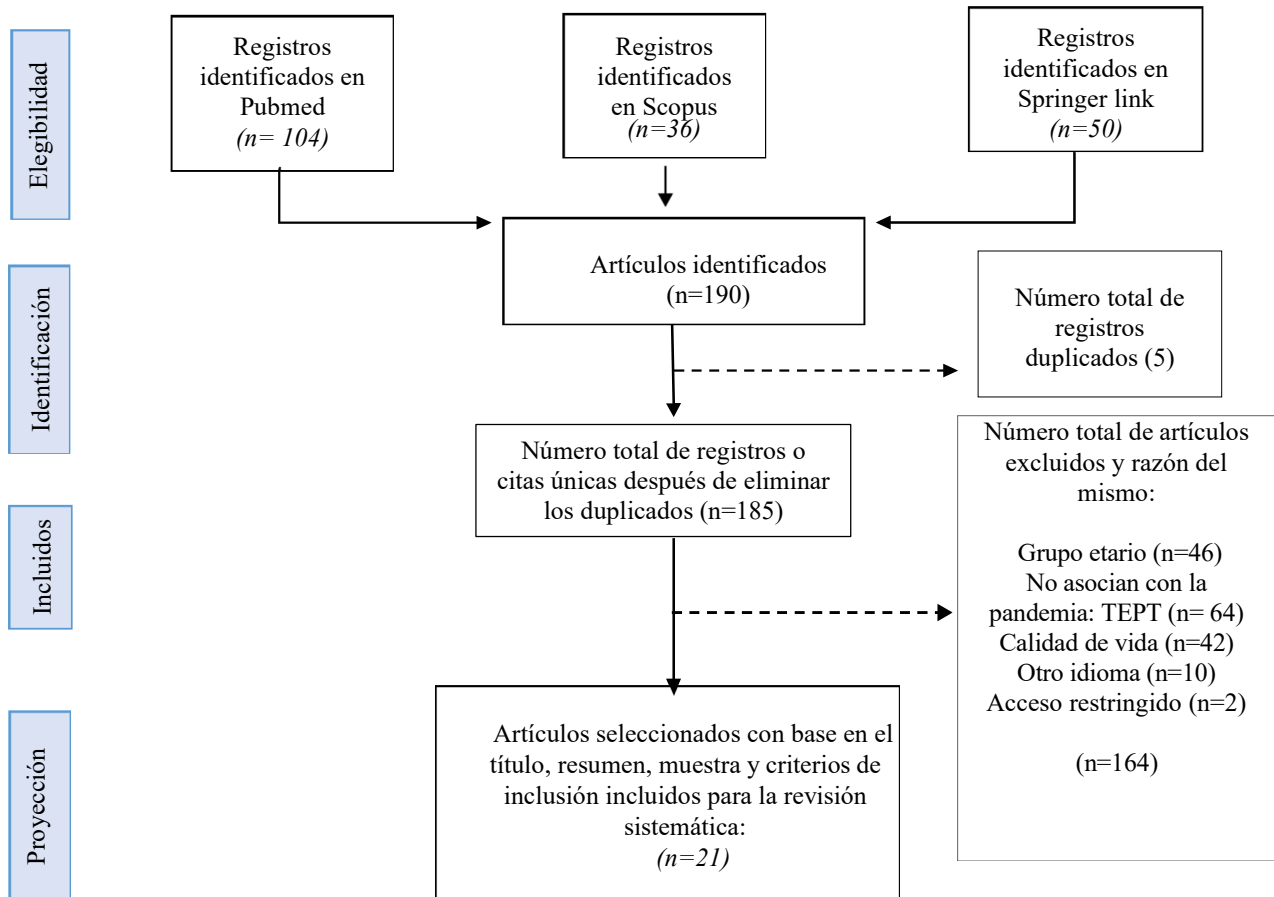 Elegibilidad
Registros
identificados en
Pubmed
(n= 104)
Registros
identificados
en Scopus
(n=36)
Registros
identificados en
Springer link
(n=50)
Artículos identificados
(n=190)
Identificación
Número total de
registros
duplicados (5)
Número total de registros o
citas únicas después de eliminar
los duplicados (n=185)
Incluidos
Número total de artículos
excluidos y razón del
mismo:
Grupo etario (n=46)
No asocian con la
pandemia: TEPT (n= 64)
Calidad de vida (n=42)
Otro idioma (n=10)
Acceso restringido (n=2)
(n=164)
Proyección
Artículos seleccionados con base en el
título, resumen, muestra y criterios de
inclusión incluidos para la revisión
sistemática:
(n=21)